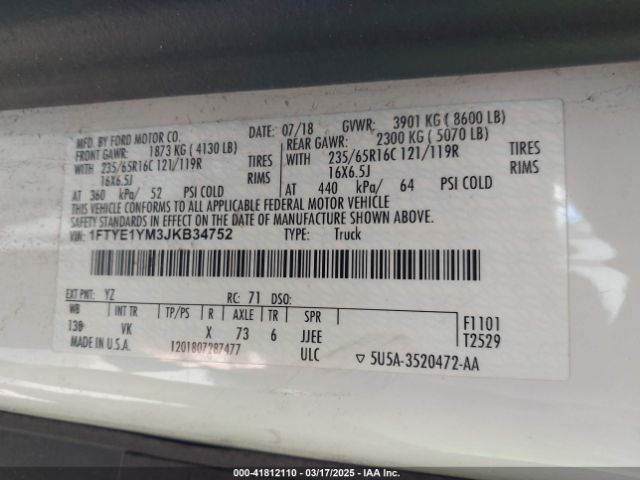 MFD. BY FORD MOTOR CO.
DATE: 07/18 GVWR: 3901 KG ( 8600 LB)
FRONT GAWR: 1873 KG ( 4130 LB)
REAR GAWR: 2300 KG ( 5070 LB)
WITH 235/65R16C 121/119R TIRES
WITH 235/65R16C 121/119R TIRES
16X6.5J RIMS
16X6.5J RIMS
AT 360 kPa/ 52 PSI COLD
AT 440 kPa/ 64 PSI COLD
THIS VEHICLE CONFORMS TO ALL APPLICABLE FEDERAL MOTOR VEHICLE
SAFETY STANDARDS IN EFFECT ON THE DATE OF MANUFACTURE SHOWN ABOVE.
VIN: 1FTYE1YM3JKB34752 TYPE: Truck
EXT PNT: YZ RC: 71 DSO:
WB INT TR TP/PS R AXLE TR SPR
F1101
138 VK X 73 6 JJEE
T2529
MADE IN U.S.A. 1201807287477 ULC ▽ 5U5A-3520472-AA
00-41812110 - 03/17/2025 - IAA Inc.